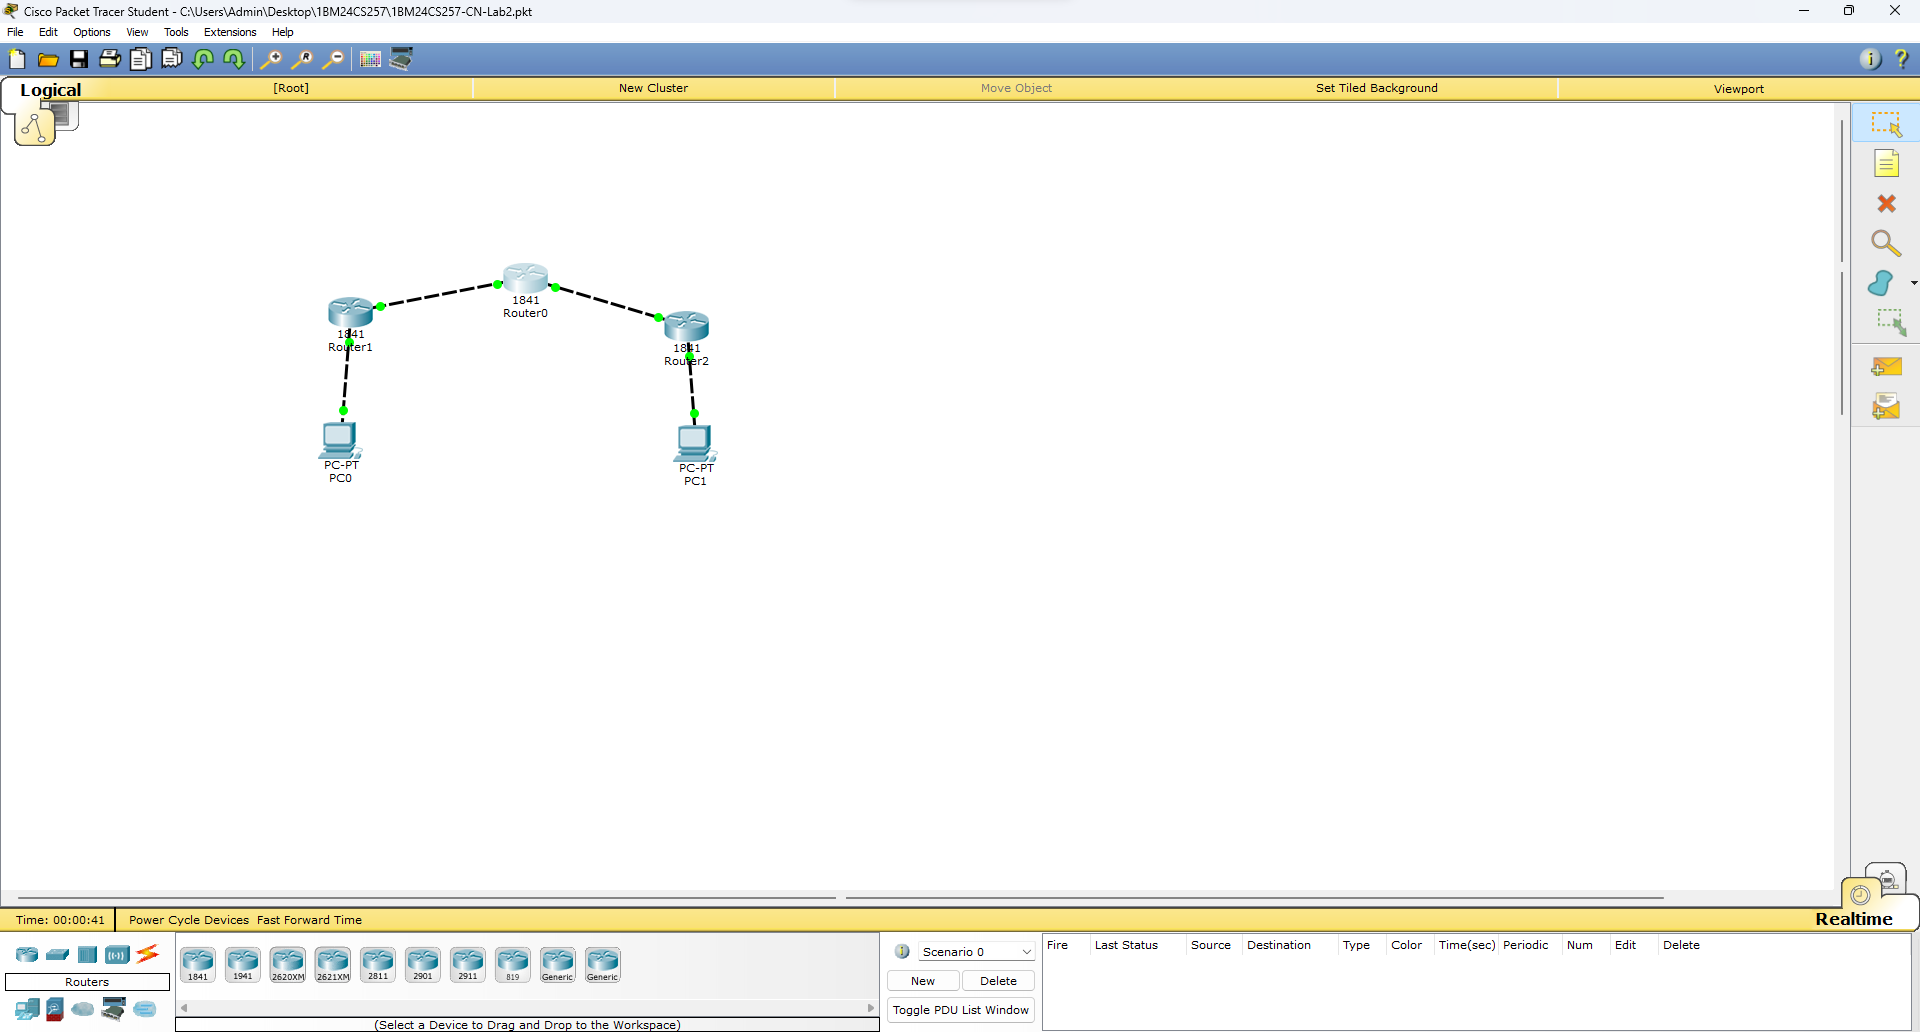 Cisco Packet Tracer Student - C:\Users\Admin\Desktop\1BM24CS257\1BM24CS257-CN-Lab2.pkt
File Edit Options View Tools Extensions Help
Logical [Root] New Cluster Move Object Set Tiled Background Viewport
1841
Router0
1841
Router1
1841
Router2
PC-PT
PC0
PC-PT
PC1
Time: 00:00:41 Power Cycle Devices Fast Forward Time
Realtime
Routers
1841 1941 2620XM 2621XM 2811 2901 2911 819 Generic Generic
(Select a Device to Drag and Drop to the Workspace)
Scenario 0
New Delete
Toggle PDU List Window
Fire Last Status Source Destination Type Color Time(sec) Periodic Num Edit Delete